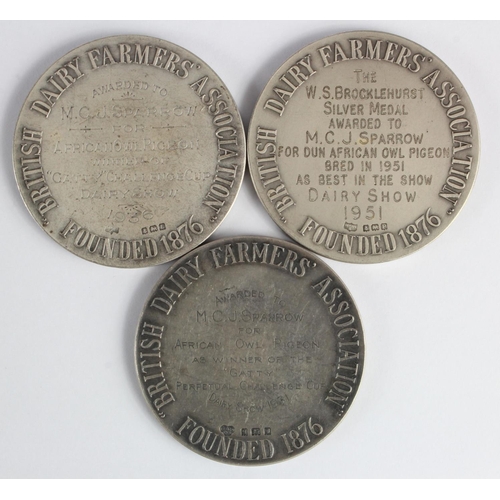 "BRITISH DAIRY FARMERS' ASSOCIATION"
AWARDED TO
M.C.J. SPARROW
FOR
AFRICAN OWL PIGEON
DAIRY SHOW
FOUNDED 1876
"BRITISH DAIRY FARMERS' ASSOCIATION"
THE
W.S. BROCKLEHURST
SILVER MEDAL
AWARDED TO
M.C.J. SPARROW
FOR DUN AFRICAN OWL PIGEON
BRED IN 1951
AS BEST IN THE SHOW
DAIRY SHOW
1951
FOUNDED 1876
"BRITISH DAIRY FARMERS' ASSOCIATION"
AWARDED TO
M.C.J. SPARROW
FOR
AFRICAN OWL PIGEON
AS WINNER OF THE
"GATTY
PERPETUAL CHALLENGE CUP
FOUNDED 1876